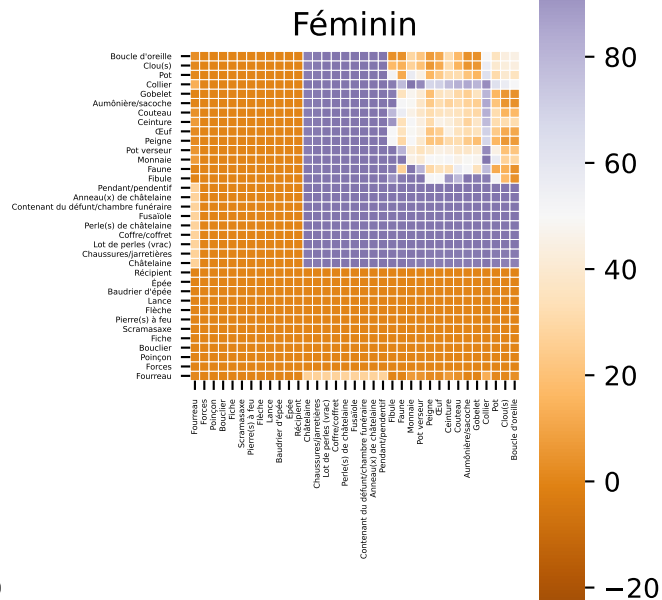 Féminin
Boucle d'oreille
Clou(s)
Pot
Collier
Gobelet
Aumônière/sacoche
Couteau
Ceinture
Œuf
Peigne
Pot verseur
Monnaie
Faune
Fibule
Pendant/pendentif
Anneau(x) de châtelaine
Contenant du défunt/chambre funéraire
Fusaïole
Perle(s) de châtelaine
Coffre/coffret
Lot de perles (vrac)
Chaussures/jarretières
Châtelaine
Récipient
Épée
Baudrier d'épée
Lance
Flèche
Pierre(s) à feu
Scramasaxe
Fiche
Bouclier
Poinçon
Forces
Fourreau
Fourreau
Forces
Poinçon
Bouclier
Fiche
Scramasaxe
Pierre(s) à feu
Flèche
Lance
Baudrier d'épée
Épée
Récipient
Châtelaine
Chaussures/jarretières
Lot de perles (vrac)
Coffre/coffret
Perle(s) de châtelaine
Fusaïole
Contenant du défunt/chambre funéraire
Anneau(x) de châtelaine
Pendant/pendentif
Fibule
Faune
Monnaie
Pot verseur
Peigne
Œuf
Ceinture
Couteau
Aumônière/sacoche
Gobelet
Collier
Pot
Clou(s)
Boucle d'oreille
80
60
40
20
0
−20